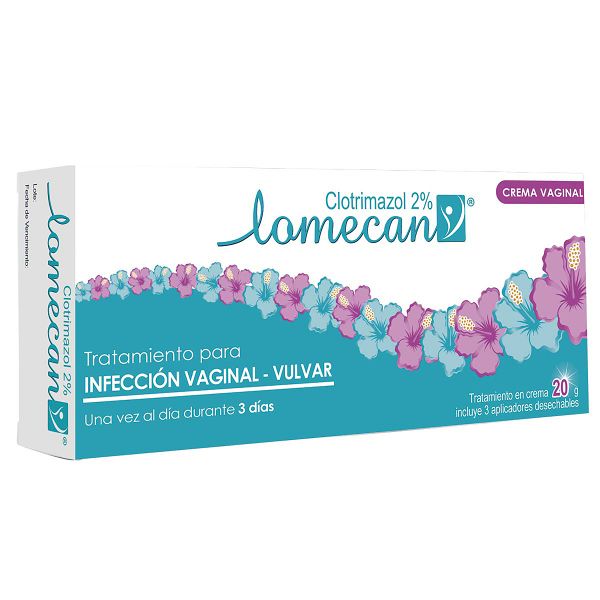 Clotrimazol 2%
Lomecan V®
CREMA VAGINAL
Tratamiento para
INFECCIÓN VAGINAL - VULVAR
Una vez al día durante 3 días
Tratamiento en crema 20 g
incluye 3 aplicadores desechables
Lote:
Fecha de Vencimiento
Clotrimazol 2%
Lomecan V®